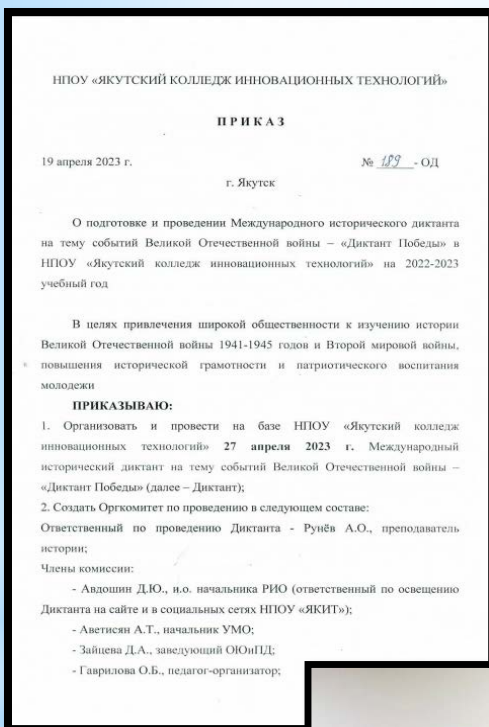 НПОУ «ЯКУТСКИЙ КОЛЛЕДЖ ИННОВАЦИОННЫХ ТЕХНОЛОГИЙ»
ПРИКАЗ
19 апреля 2023 г. № 189 - ОД
г. Якутск
О подготовке и проведении Международного исторического диктанта
на тему событий Великой Отечественной войны – «Диктант Победы» в
НПОУ «Якутский колледж инновационных технологий» на 2022-2023
учебный год
В целях привлечения широкой общественности к изучению истории
Великой Отечественной войны 1941-1945 годов и Второй мировой войны,
повышения исторической грамотности и патриотического воспитания
молодежи
ПРИКАЗЫВАЮ:
1. Организовать и провести на базе НПОУ «Якутский колледж
инновационных технологий» 27 апреля 2023 г. Международный
исторический диктант на тему событий Великой Отечественной войны –
«Диктант Победы» (далее – Диктант);
2. Создать Оргкомитет по проведению в следующем составе:
Ответственный по проведению Диктанта - Рунёв А.О., преподаватель
истории;
Члены комиссии:
- Авдошин Д.Ю., и.о. начальника РИО (ответственный по освещению
Диктанта на сайте и в социальных сетях НПОУ «ЯКИТ»);
- Аветисян А.Т., начальник УМО;
- Зайцева Д.А., заведующий ОЮиПД;
- Гаврилова О.Б., педагог-организатор;